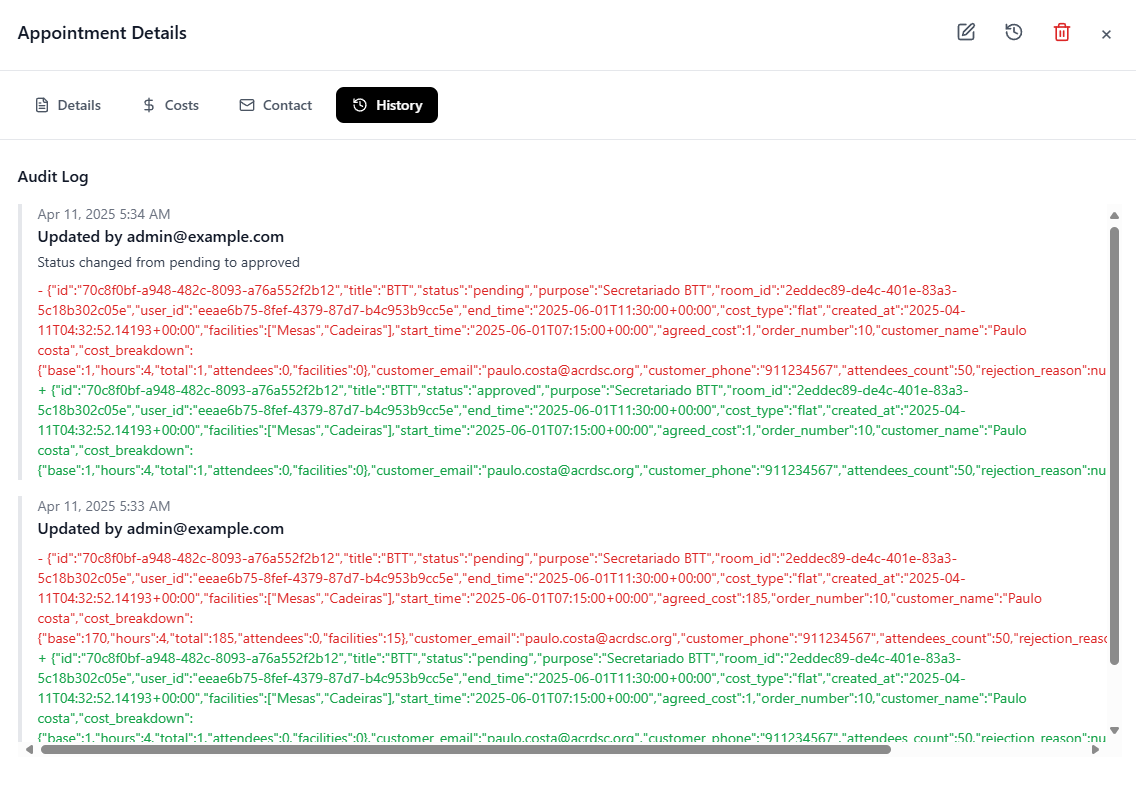 Appointment Details
Details
Costs
Contact
History
Audit Log
Apr 11, 2025 5:34 AM
Updated by admin@example.com
Status changed from pending to approved
- {"id":"70c8f0bf-a948-482c-8093-a76a552f2b12","title":"BTT","status":"pending","purpose":"Secretariado BTT","room_id":"2eddec89-de4c-401e-83a3-
5c18b302c05e","user_id":"eeae6b75-8fef-4379-87d7-b4c953b9cc5e","end_time":"2025-06-01T11:30:00+00:00","cost_type":"flat","created_at":"2025-04-
11T04:32:52.14193+00:00","facilities":["Mesas","Cadeiras"],"start_time":"2025-06-01T07:15:00+00:00","agreed_cost":1,"order_number":10,"customer_name":"Paulo
costa","cost_breakdown":
{"base":1,"hours":4,"total":1,"attendees":0,"facilities":0},"customer_email":"paulo.costa@acrdsc.org","customer_phone":"911234567","attendees_count":50,"rejection_reason":nu
+ {"id":"70c8f0bf-a948-482c-8093-a76a552f2b12","title":"BTT","status":"approved","purpose":"Secretariado BTT","room_id":"2eddec89-de4c-401e-83a3-
5c18b302c05e","user_id":"eeae6b75-8fef-4379-87d7-b4c953b9cc5e","end_time":"2025-06-01T11:30:00+00:00","cost_type":"flat","created_at":"2025-04-
11T04:32:52.14193+00:00","facilities":["Mesas","Cadeiras"],"start_time":"2025-06-01T07:15:00+00:00","agreed_cost":1,"order_number":10,"customer_name":"Paulo
costa","cost_breakdown":
{"base":1,"hours":4,"total":1,"attendees":0,"facilities":0},"customer_email":"paulo.costa@acrdsc.org","customer_phone":"911234567","attendees_count":50,"rejection_reason":nu
Apr 11, 2025 5:33 AM
Updated by admin@example.com
- {"id":"70c8f0bf-a948-482c-8093-a76a552f2b12","title":"BTT","status":"pending","purpose":"Secretariado BTT","room_id":"2eddec89-de4c-401e-83a3-
5c18b302c05e","user_id":"eeae6b75-8fef-4379-87d7-b4c953b9cc5e","end_time":"2025-06-01T11:30:00+00:00","cost_type":"flat","created_at":"2025-04-
11T04:32:52.14193+00:00","facilities":["Mesas","Cadeiras"],"start_time":"2025-06-01T07:15:00+00:00","agreed_cost":185,"order_number":10,"customer_name":"Paulo
costa","cost_breakdown":
{"base":170,"hours":4,"total":185,"attendees":0,"facilities":15},"customer_email":"paulo.costa@acrdsc.org","customer_phone":"911234567","attendees_count":50,"rejection_reaso
+ {"id":"70c8f0bf-a948-482c-8093-a76a552f2b12","title":"BTT","status":"pending","purpose":"Secretariado BTT","room_id":"2eddec89-de4c-401e-83a3-
5c18b302c05e","user_id":"eeae6b75-8fef-4379-87d7-b4c953b9cc5e","end_time":"2025-06-01T11:30:00+00:00","cost_type":"flat","created_at":"2025-04-
11T04:32:52.14193+00:00","facilities":["Mesas","Cadeiras"],"start_time":"2025-06-01T07:15:00+00:00","agreed_cost":1,"order_number":10,"customer_name":"Paulo
costa","cost_breakdown":
{"base":1,"hours":4,"total":1,"attendees":0,"facilities":0},"customer_email":"paulo.costa@acrdsc.org","customer_phone":"911234567","attendees_count":50,"rejection_reason":nu